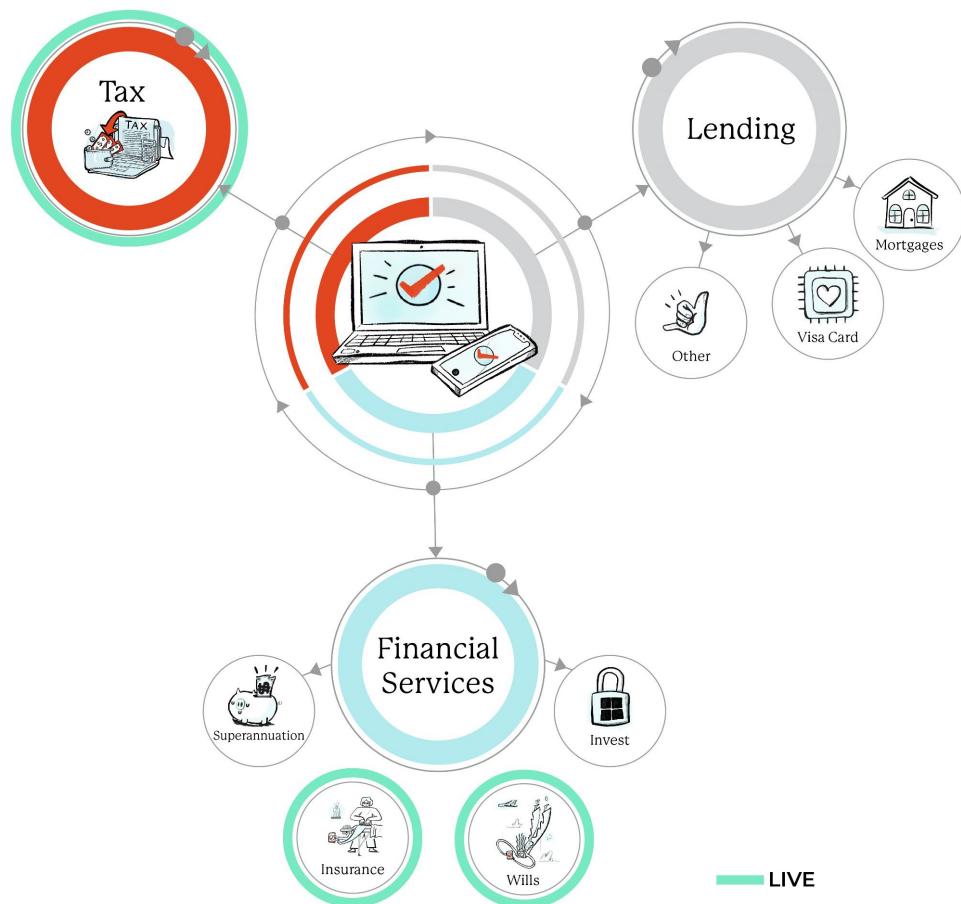 Tax
TAX
Lending
Mortgages
Visa Card
Other
Financial
Services
Superannuation
Invest
Insurance
Wills
LIVE